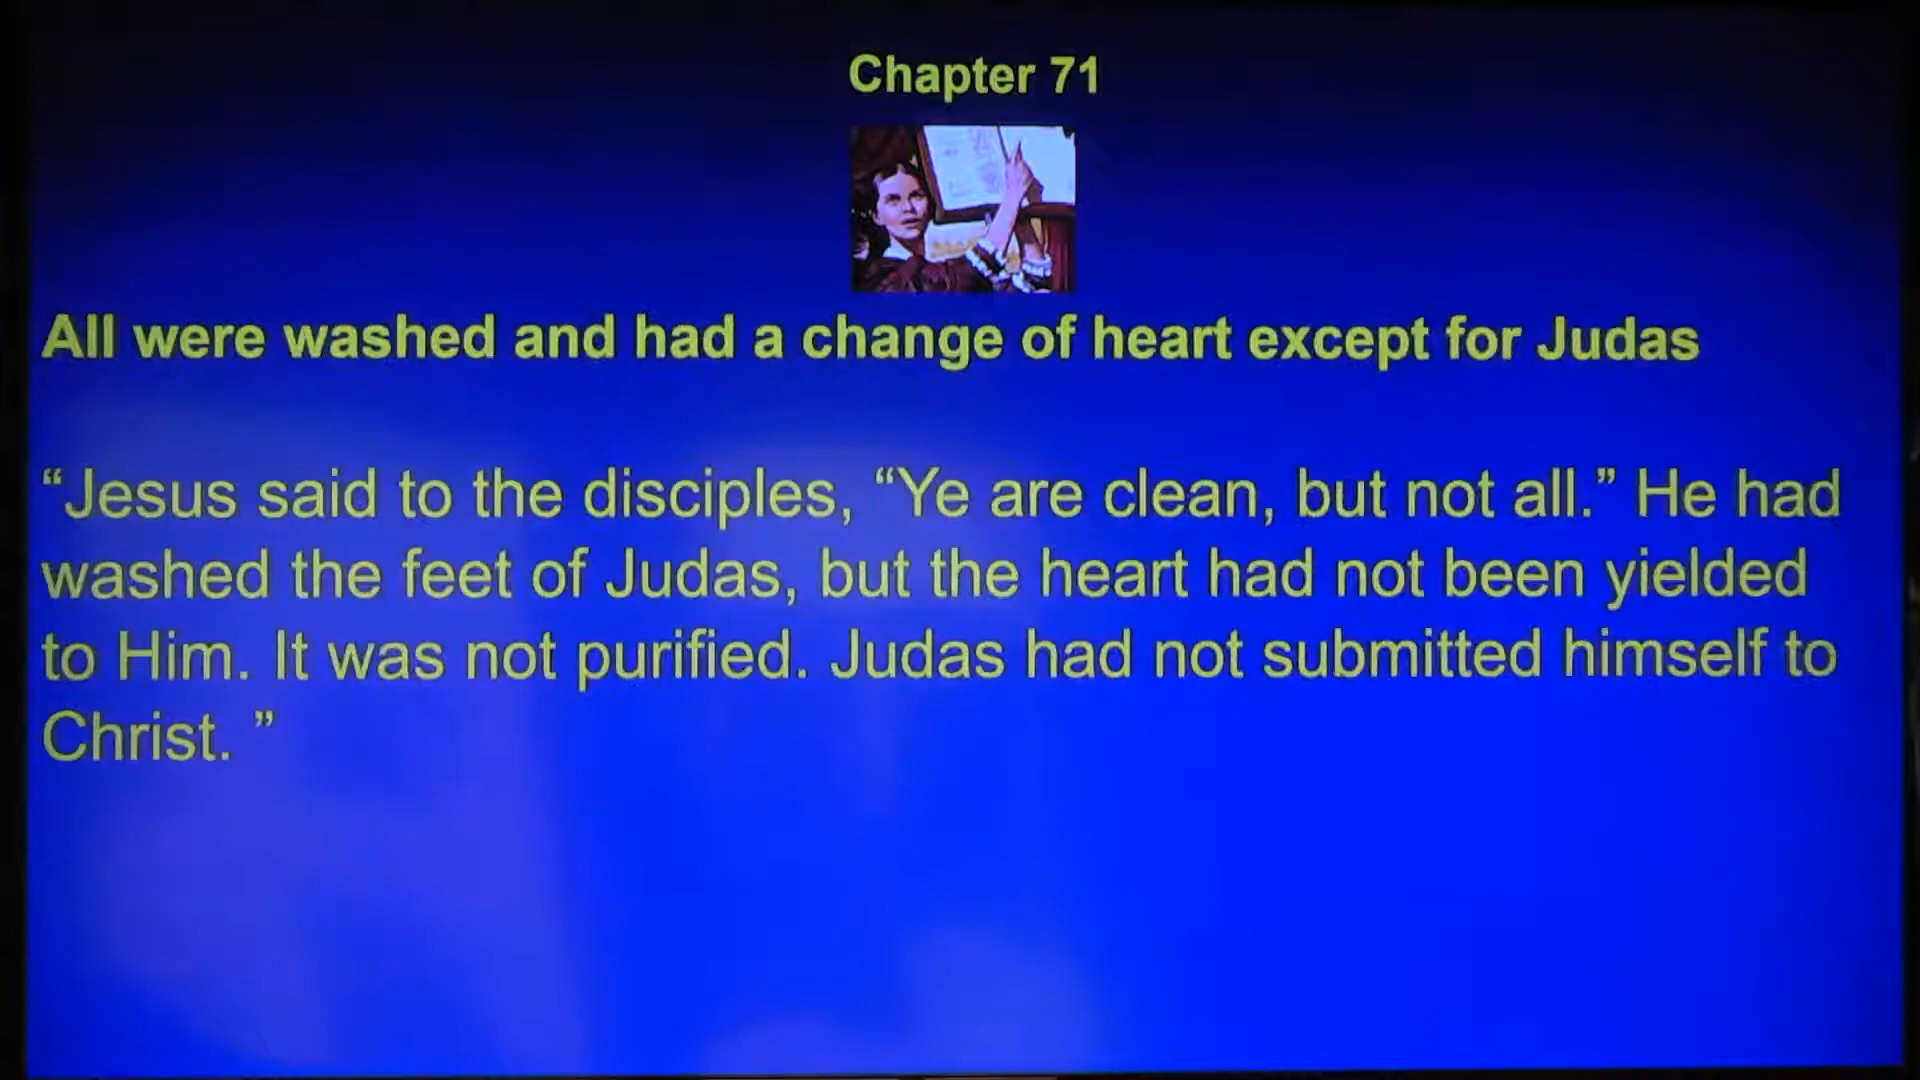 Chapter 71
All were washed and had a change of heart except for Judas
“Jesus said to the disciples, “Ye are clean, but not all.” He had
washed the feet of Judas, but the heart had not been yielded
to Him. It was not purified. Judas had not submitted himself to
Christ. ”